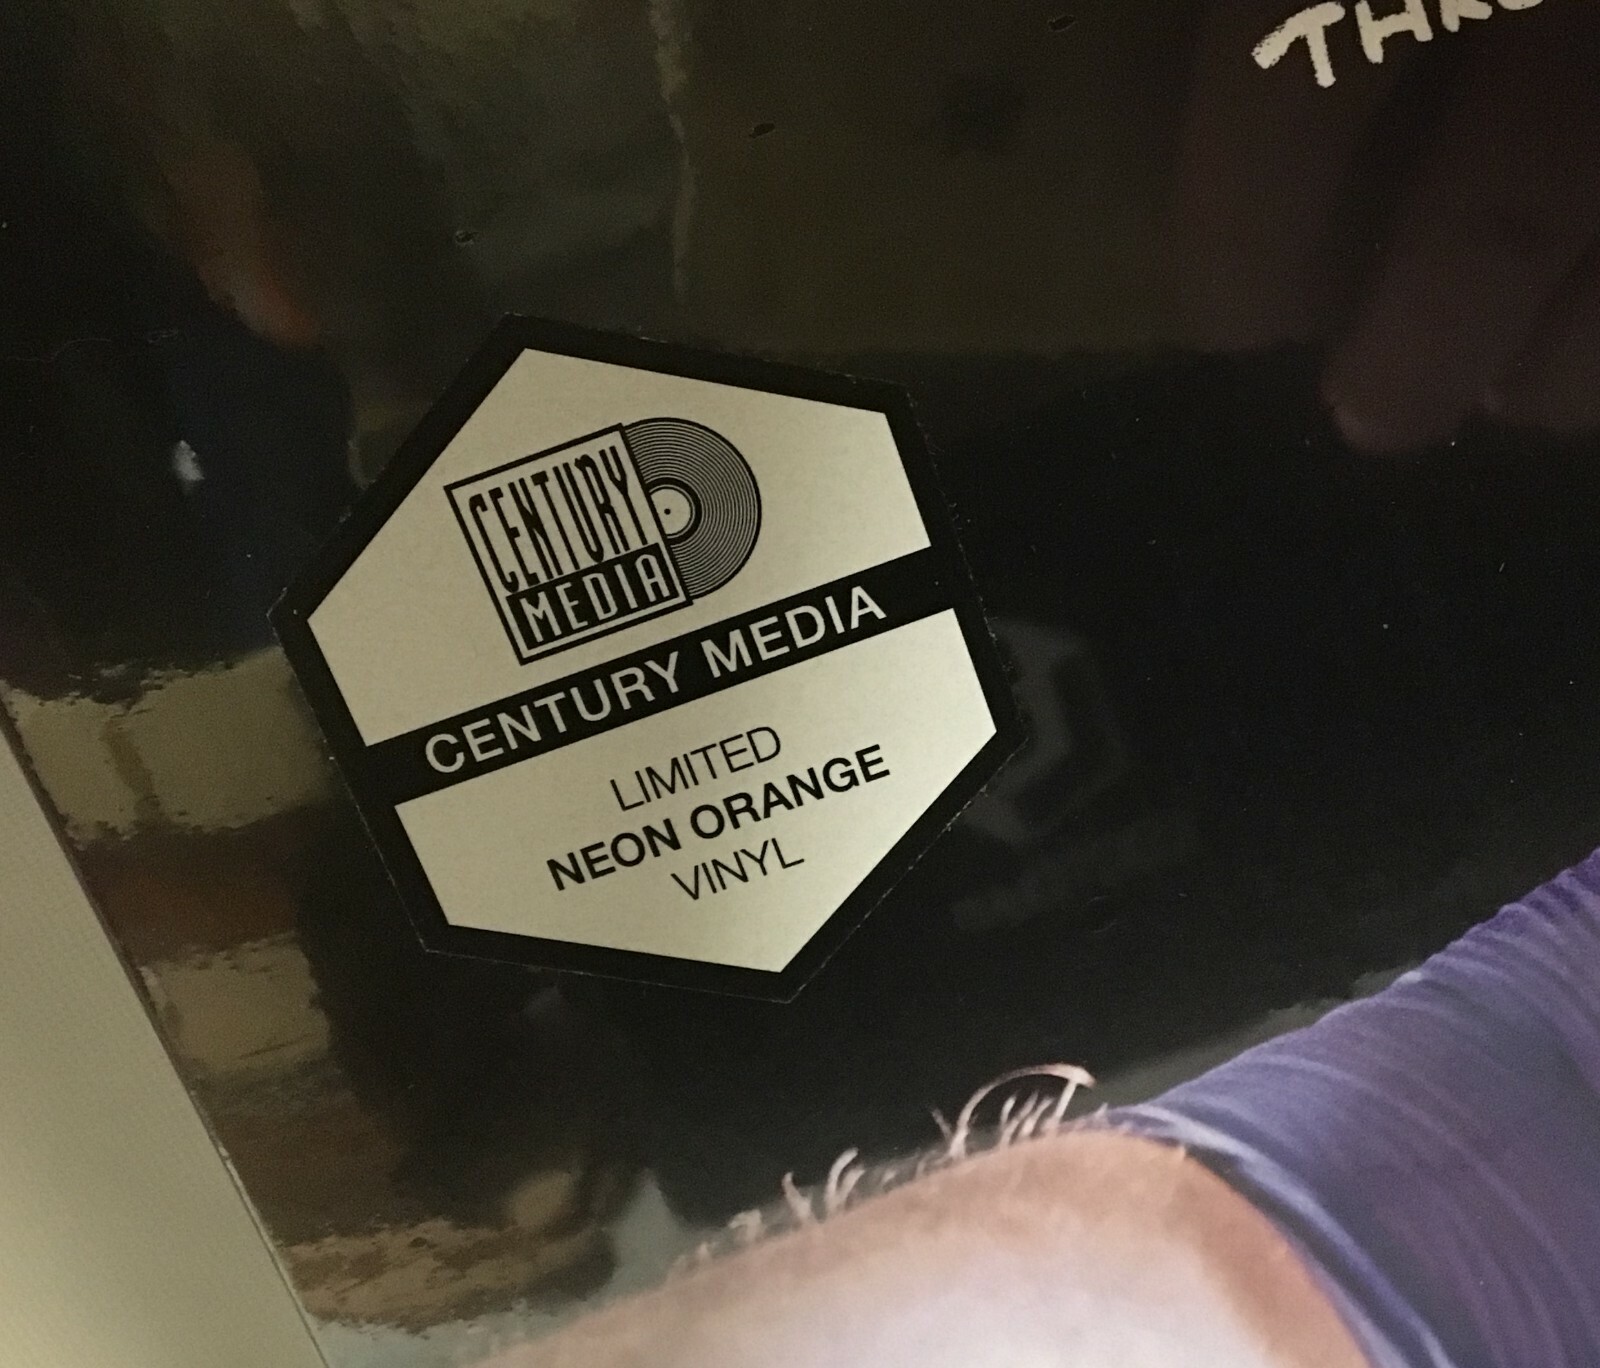 CENTURY
MEDIA
CENTURY MEDIA
LIMITED
NEON ORANGE
VINYL